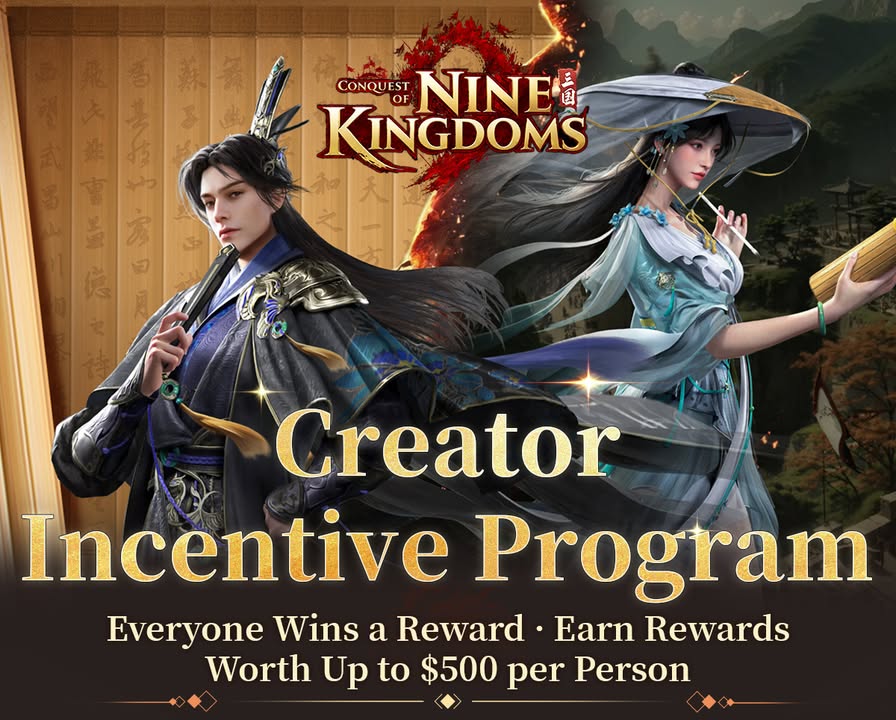 CONQUEST
OF
NINE
三国
KINGDOMS
Creator
Incentive Program
Everyone Wins a Reward · Earn Rewards
Worth Up to $500 per Person